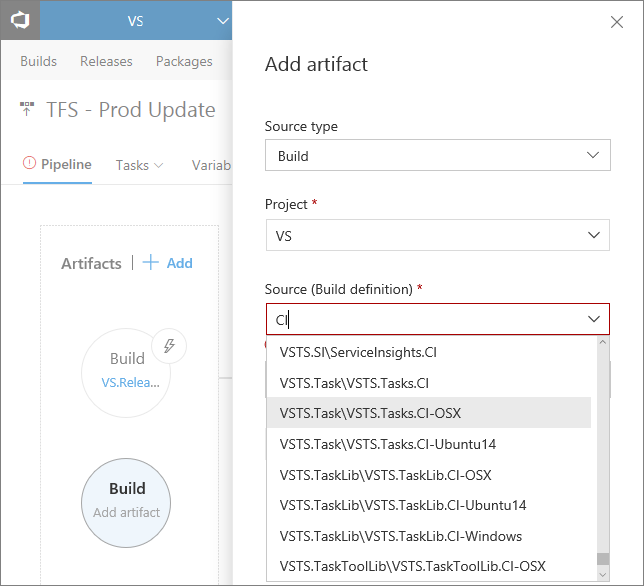 VS
Builds Releases Packages
TFS - Prod Update
Pipeline Tasks Variab
Artifacts | + Add
Build
VS.Relea...
Build
Add artifact
Add artifact
Source type
Build
Project *
VS
Source (Build definition) *
CI
VSTS.SI\ServiceInsights.CI
VSTS.Task\VSTS.Tasks.CI
VSTS.Task\VSTS.Tasks.CI-OSX
VSTS.Task\VSTS.Tasks.CI-Ubuntu14
VSTS.TaskLib\VSTS.TaskLib.CI-OSX
VSTS.TaskLib\VSTS.TaskLib.CI-Ubuntu14
VSTS.TaskLib\VSTS.TaskLib.CI-Windows
VSTS.TaskToolLib\VSTS.TaskToolLib.CI-OSX